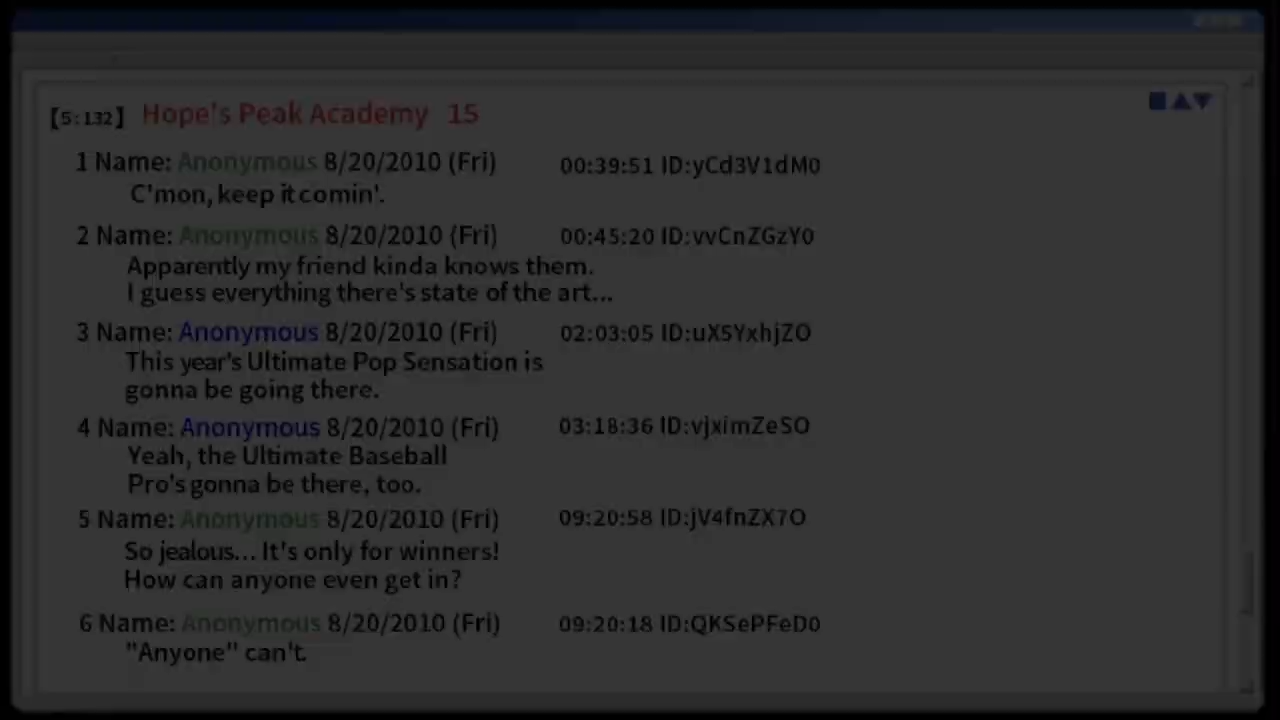 【5:132】 Hope's Peak Academy 15
1 Name: Anonymous 8/20/2010 (Fri) 00:39:51 ID:yCd3V1dM0
C'mon, keep it comin'.
2 Name: Anonymous 8/20/2010 (Fri) 00:45:20 ID:vvCnZGzY0
Apparently my friend kinda knows them.
I guess everything there's state of the art...
3 Name: Anonymous 8/20/2010 (Fri) 02:03:05 ID:uX5YxhjZO
This year's Ultimate Pop Sensation is
gonna be going there.
4 Name: Anonymous 8/20/2010 (Fri) 03:18:36 ID:vjximZeSO
Yeah, the Ultimate Baseball
Pro's gonna be there, too.
5 Name: Anonymous 8/20/2010 (Fri) 09:20:58 ID:jV4fnZX7O
So jealous... It's only for winners!
How can anyone even get in?
6 Name: Anonymous 8/20/2010 (Fri) 09:20:18 ID:QKSePFeD0
"Anyone" can't.